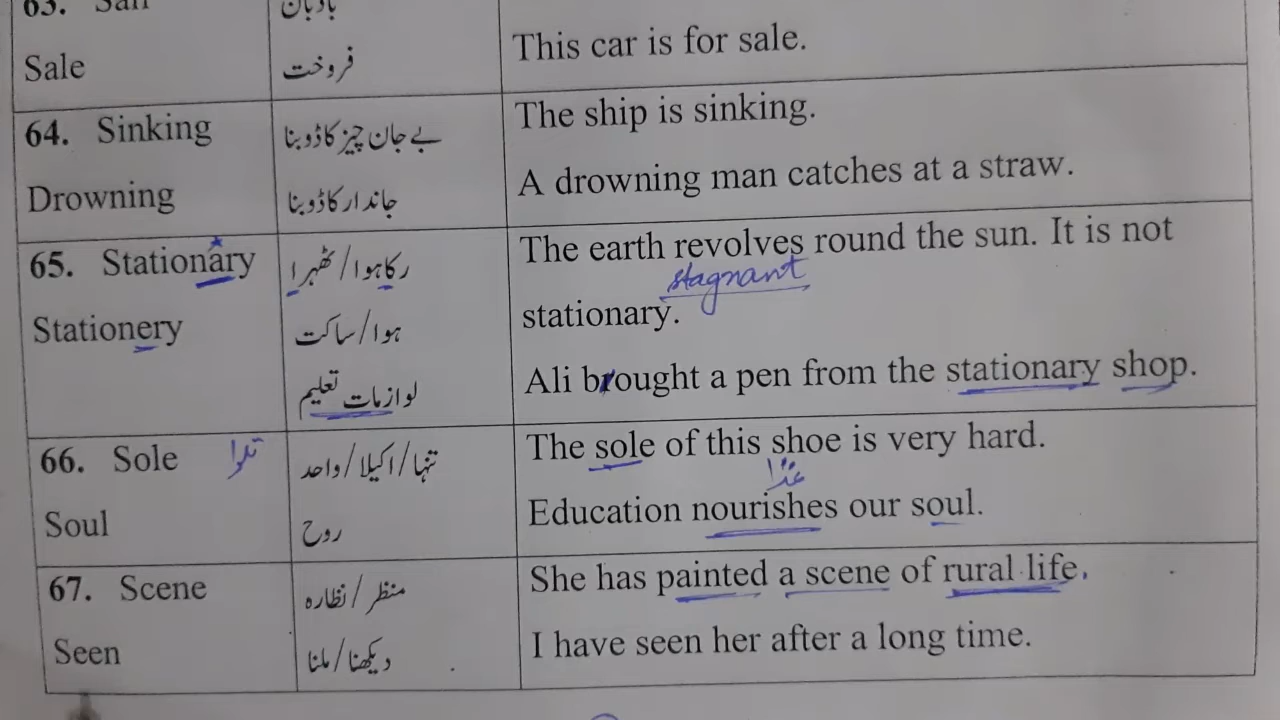 63. Sail بادبان
Sale فروخت This car is for sale.
64. Sinking بے جان چیز کا ڈوبنا The ship is sinking.
Drowning جاندار کا ڈوبنا A drowning man catches at a straw.
65. Stationary رکا ہوا/ٹھہرا The earth revolves round the sun. It is not
stagnant
Stationery ہوا/ساکت stationary.
لوازمات تعلیم Ali brought a pen from the stationary shop.
66. Sole تلوا تنہا/اکیلا/واحد The sole of this shoe is very hard.
غذا
Soul روح Education nourishes our soul.
67. Scene منظر/نظارہ She has painted a scene of rural life.
Seen دیکھنا/ملنا I have seen her after a long time.